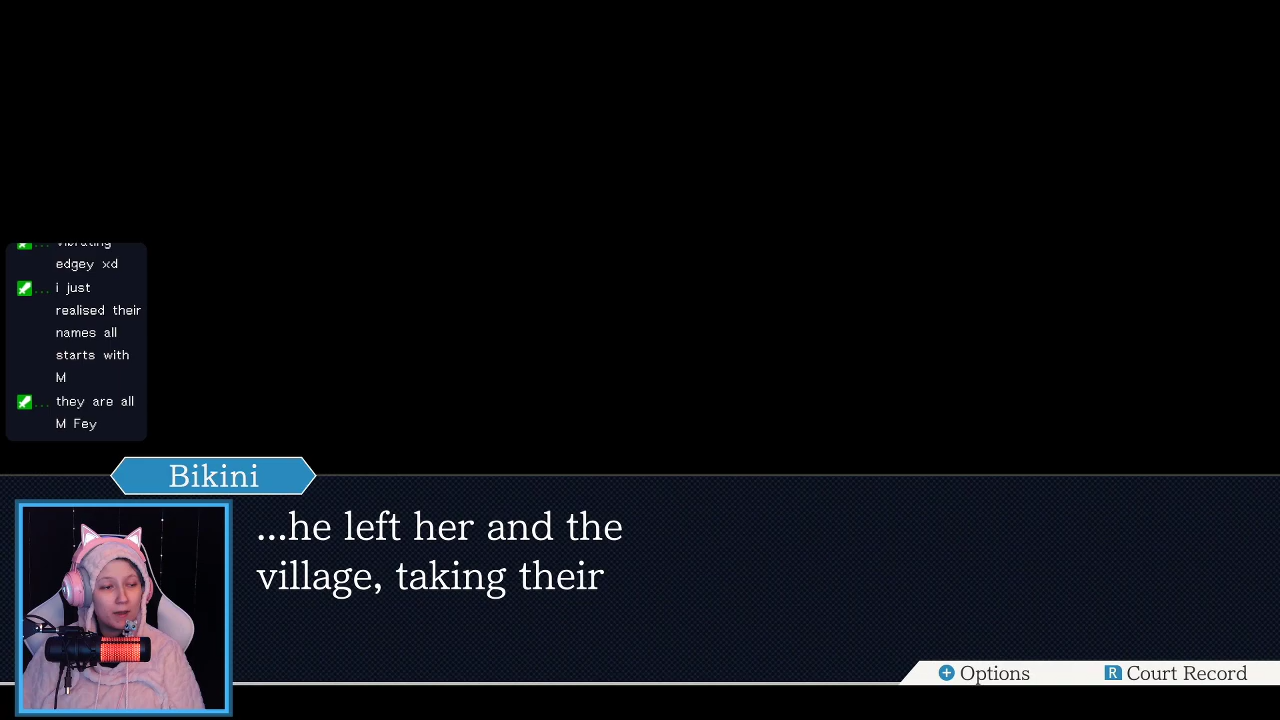 vibrating
edgey xd
i just
realised their
names all
starts with
M
they are all
M Fey
Bikini
...he left her and the
village, taking their
+ Options
R Court Record